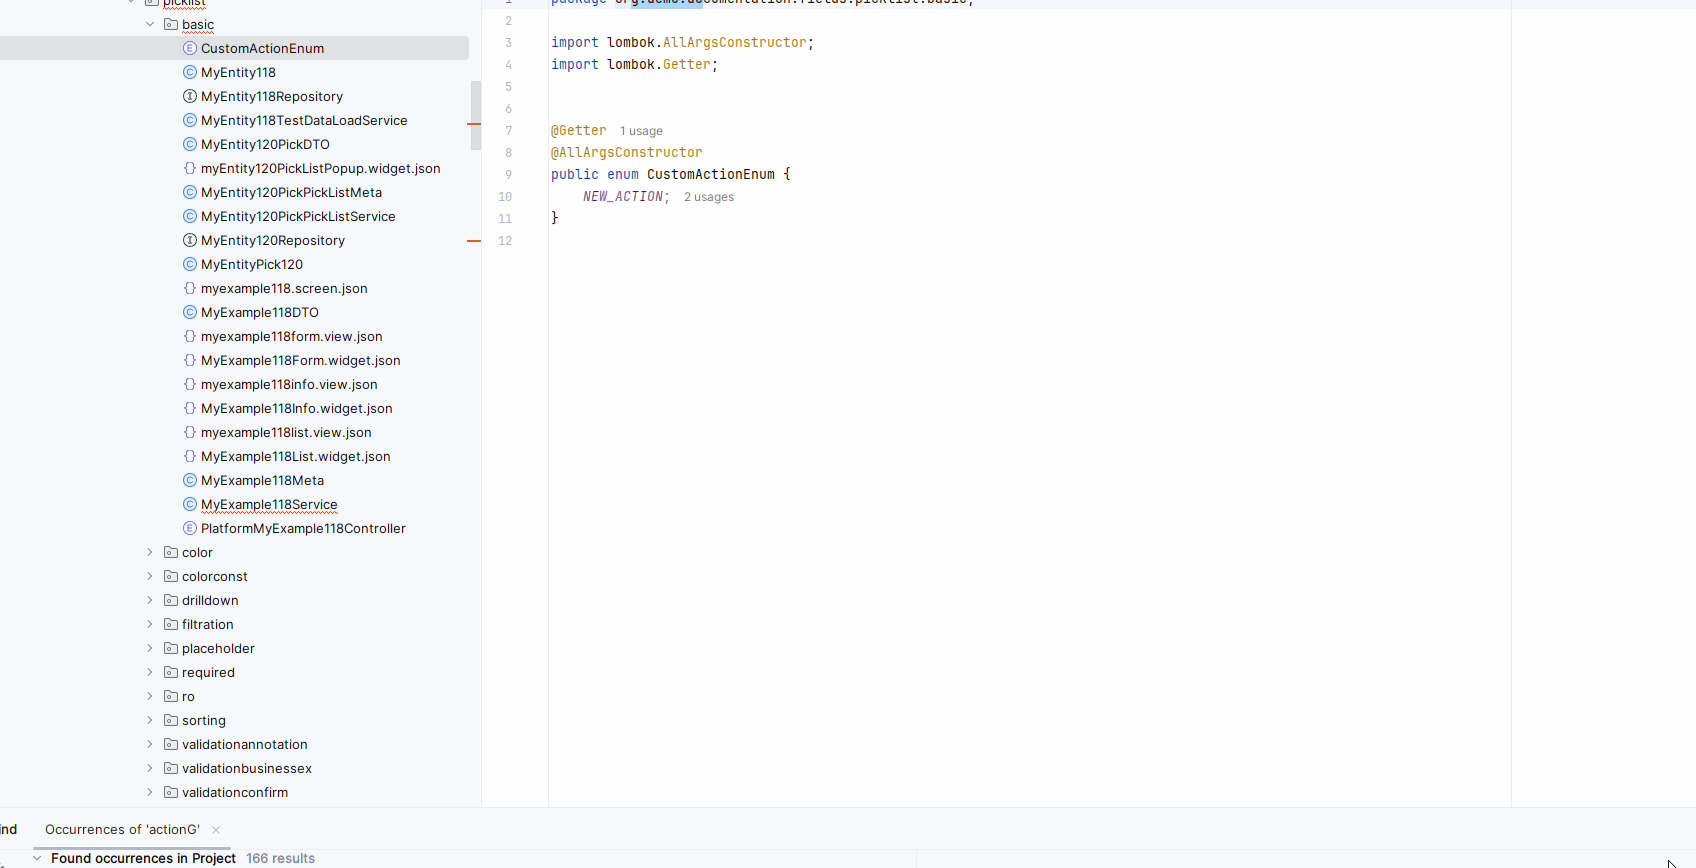 picklist
basic
CustomActionEnum
MyEntity118
MyEntity118Repository
MyEntity118TestDataLoadService
MyEntity120PickDTO
myEntity120PickListPopup.widget.json
MyEntity120PickPickListMeta
MyEntity120PickPickListService
MyEntity120Repository
MyEntityPick120
myexample118.screen.json
MyExample118DTO
myexample118form.view.json
MyExample118Form.widget.json
myexample118info.view.json
MyExample118Info.widget.json
myexample118list.view.json
MyExample118List.widget.json
MyExample118Meta
MyExample118Service
PlatformMyExample118Controller
color
colorconst
drilldown
filtration
placeholder
required
ro
sorting
validationannotation
validationbusinessex
validationconfirm
1 package org.demo.documentation.fields.picklist.basic;
2
3 import lombok.AllArgsConstructor;
4 import lombok.Getter;
5
6
7 @Getter 1 usage
8 @AllArgsConstructor
9 public enum CustomActionEnum {
10 NEW_ACTION; 2 usages
11 }
12
ind Occurrences of 'actionG' ×
Found occurrences in Project 166 results